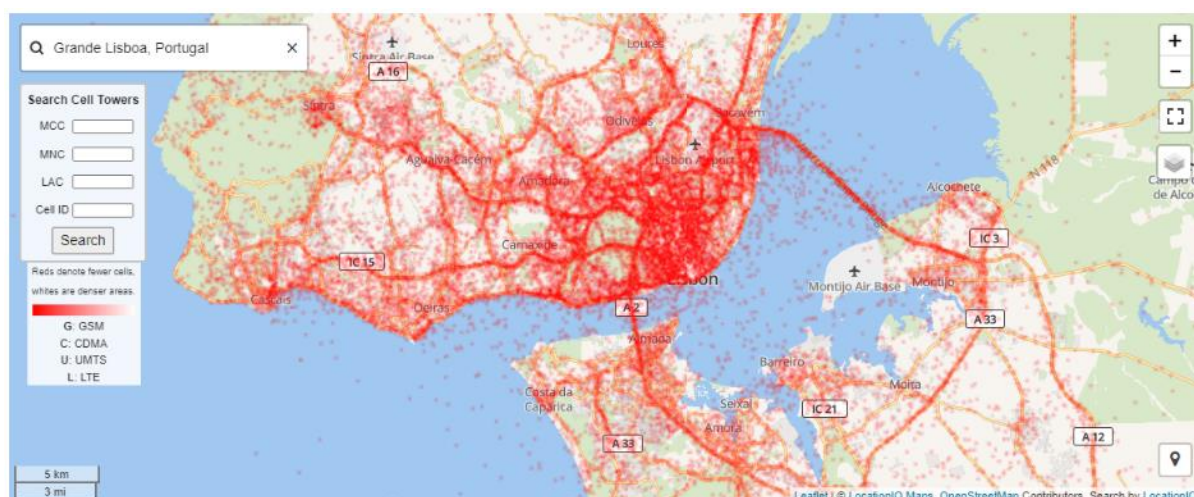 Grande Lisboa, Portugal
Search Cell Towers
MCC
MNC
LAC
Cell ID
Search
Reds denote fewer cells,
whites are denser areas.
G: GSM
C: CDMA
U: UMTS
L: LTE
5 km
3 mi
Sintra Air Base
A 16
Loures
Sintra
Odivelas
Sacavém
Agualva-Cacém
Lisbon Airport
Amadora
Carnaxide
IC 15
Cascais
Oeiras
Lisbon
A 2
Almada
Costa da
Caparica
Seixal
Amora
A 33
Barreiro
Moita
IC 21
Alcochete
N 118
Campo
de Alco
IC 3
Montijo
Montijo Air Base
A 33
A 12
Leaflet | © LocationIQ Maps, OpenStreetMap Contributors, Search by LocationIQ